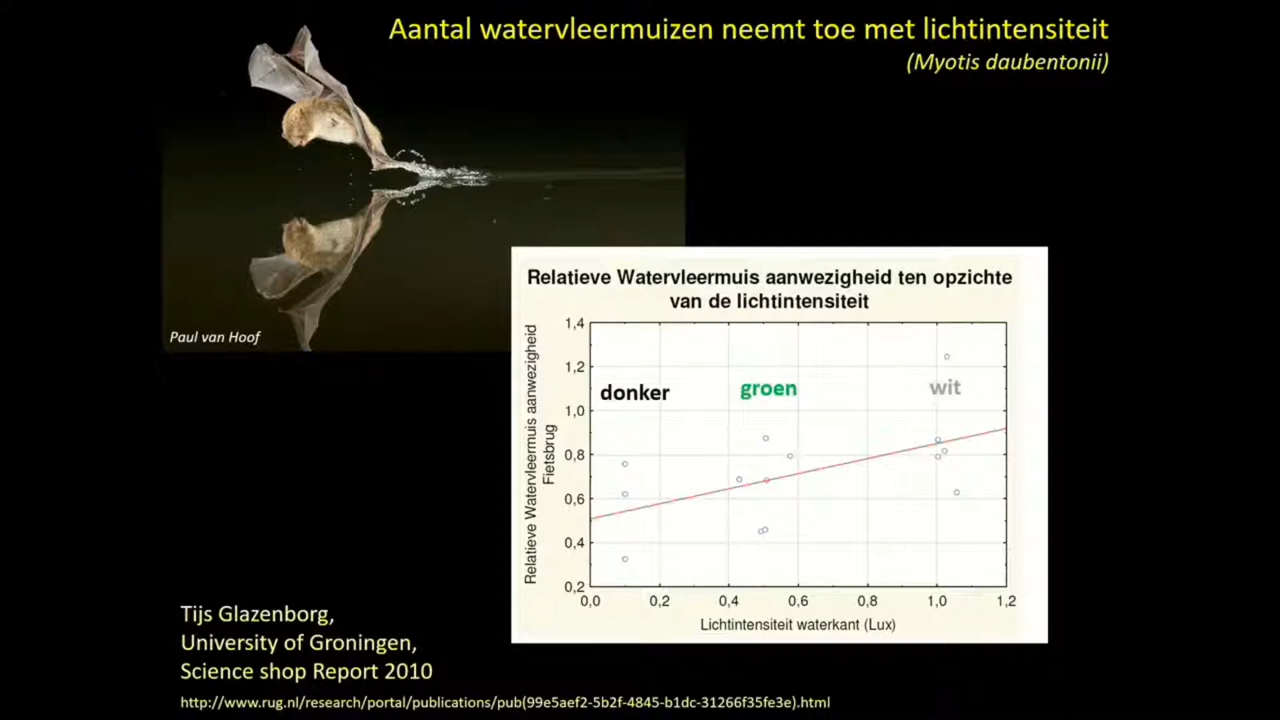 Aantal watervleermuizen neemt toe met lichtintensiteit
(Myotis daubentonii)
Paul van Hoof
Relatieve Watervleermuis aanwezigheid ten opzichte
van de lichtintensiteit
Relatieve Watervleermuis aanwezigheid
Fietsbrug
1,4
1,2
1,0
0,8
0,6
0,4
0,2
donker
groen
wit
0,0 0,2 0,4 0,6 0,8 1,0 1,2
Lichtintensiteit waterkant (Lux)
Tijs Glazenborg,
University of Groningen,
Science shop Report 2010
http://www.rug.nl/research/portal/publications/pub(99e5aef2-5b2f-4845-b1dc-31266f35fe3e).html